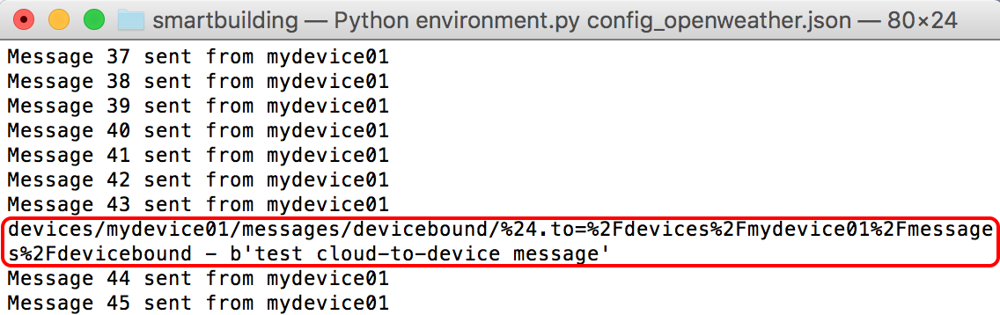 smartbuilding — Python environment.py config_openweather.json — 80×24
Message 37 sent from mydevice01
Message 38 sent from mydevice01
Message 39 sent from mydevice01
Message 40 sent from mydevice01
Message 41 sent from mydevice01
Message 42 sent from mydevice01
Message 43 sent from mydevice01
devices/mydevice01/messages/devicebound/%24.to=%2Fdevices%2Fmydevice01%2Fmessage
s%2Fdevicebound - b'test cloud-to-device message'
Message 44 sent from mydevice01
Message 45 sent from mydevice01